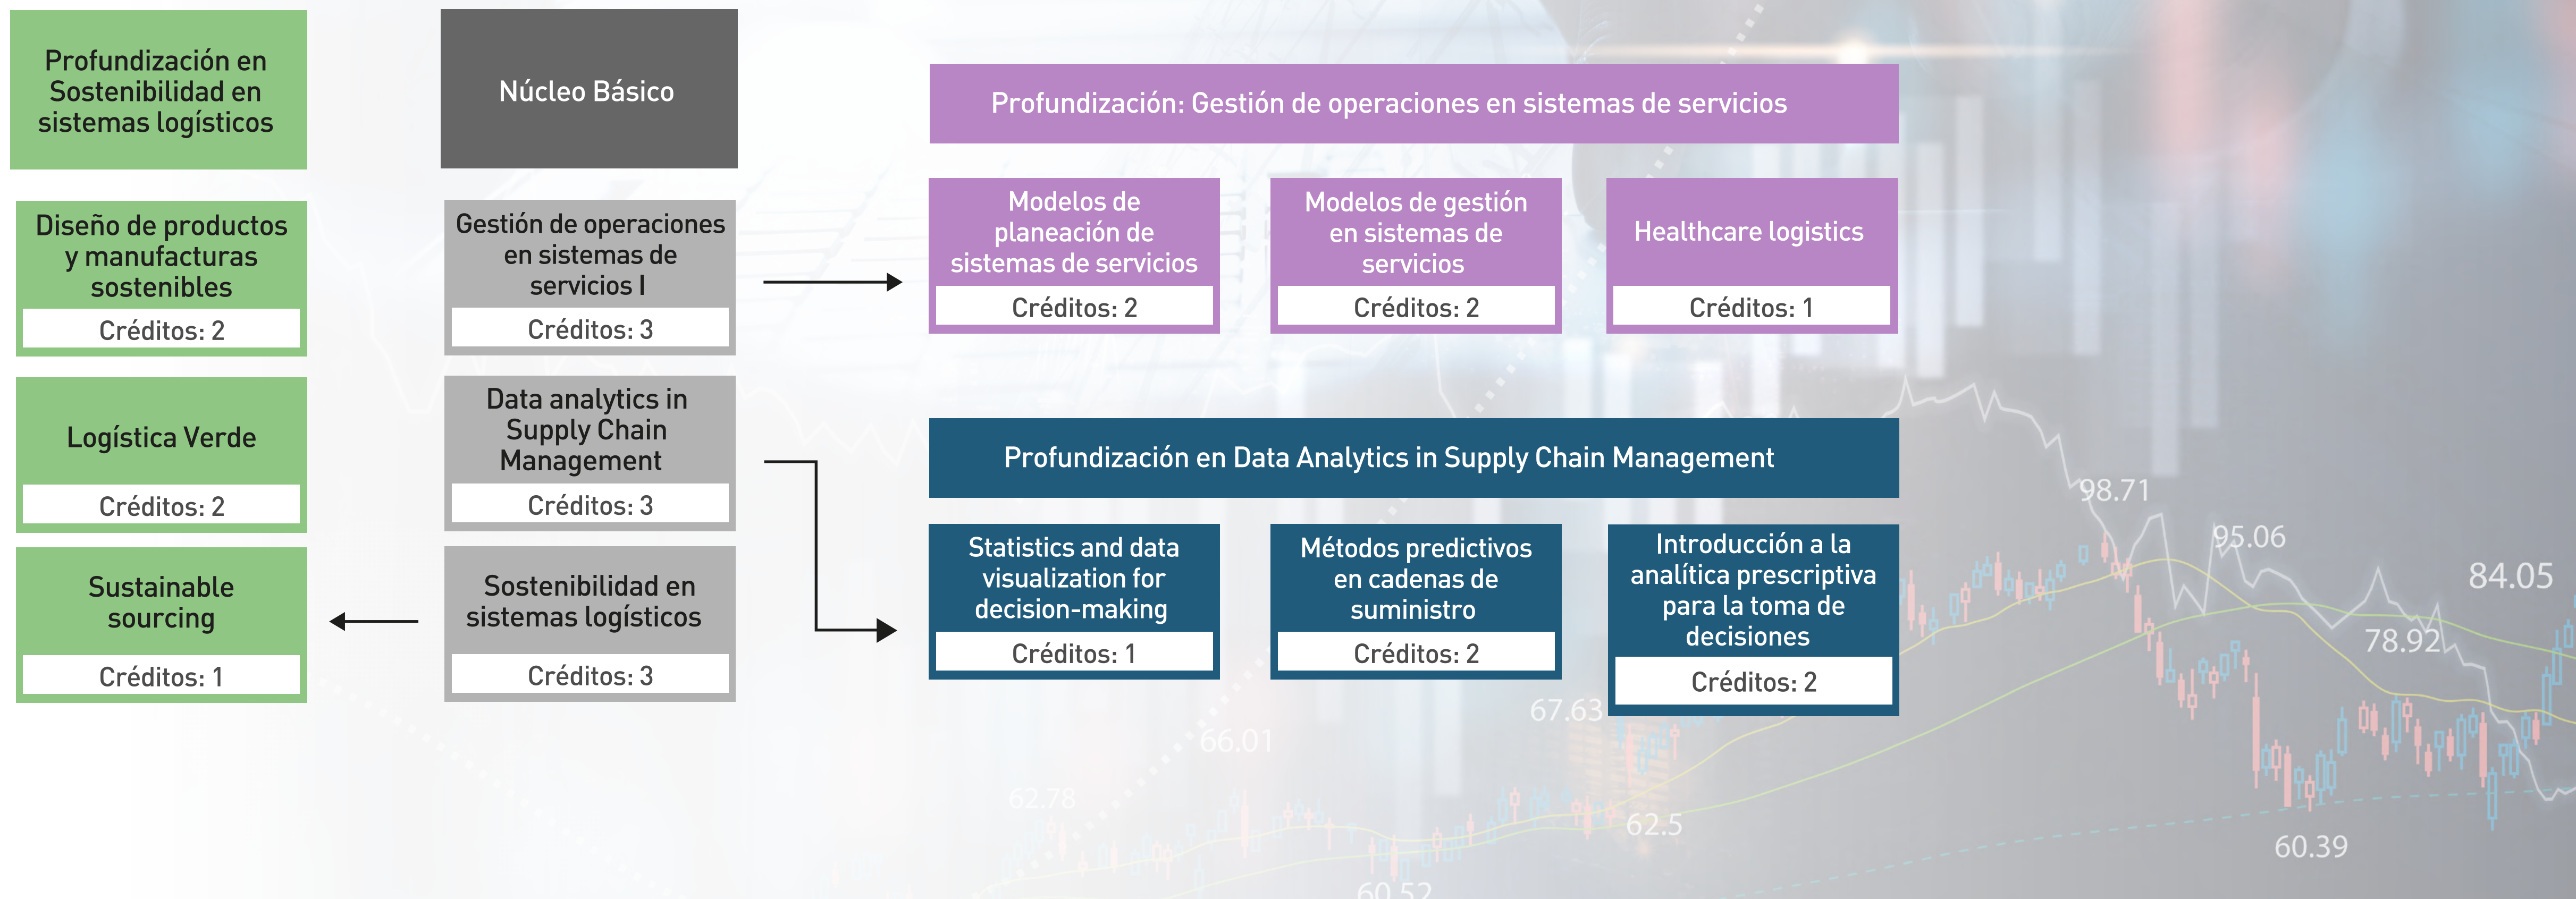 Profundización en
Sostenibilidad en
sistemas logísticos
Diseño de productos
y manufacturas
sostenibles
Créditos: 2
Logística Verde
Créditos: 2
Sustainable
sourcing
Créditos: 1
Núcleo Básico
Gestión de operaciones
en sistemas de
servicios I
Créditos: 3
Data analytics in
Supply Chain
Management
Créditos: 3
Sostenibilidad en
sistemas logísticos
Créditos: 3
Profundización: Gestión de operaciones en sistemas de servicios
Modelos de
planeación de
sistemas de servicios
Créditos: 2
Modelos de gestión
en sistemas de
servicios
Créditos: 2
Healthcare logistics
Créditos: 1
Profundización en Data Analytics in Supply Chain Management
Statistics and data
visualization for
decision-making
Créditos: 1
Métodos predictivos
en cadenas de
suministro
Créditos: 2
Introducción a la
analítica prescriptiva
para la toma de
decisiones
Créditos: 2
98.71
95.06
84.05
78.92
67.63
66.01
62.78
62.5
60.39
60.52